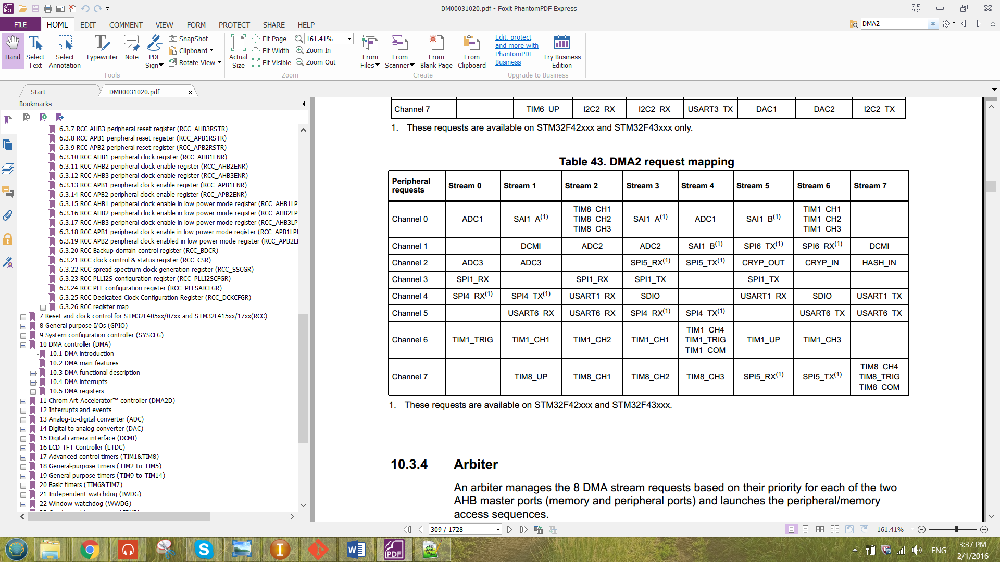 DM00031020.pdf - Foxit PhantomPDF Express
FILE HOME EDIT COMMENT VIEW FORM PROTECT SHARE HELP DMA2
Hand
Select Text
Select Annotation
Typewriter
Note
PDF Sign
SnapShot
Clipboard
Rotate View
Tools
Actual Size
Fit Page
Fit Width
Fit Visible
161.41%
Zoom In
Zoom Out
Zoom
From Files
From Scanner
From Blank Page
From Clipboard
Create
Edit, protect
and more with
PhantomPDF
Business
Try Business Edition
Upgrade to Business
Start DM00031020.pdf
Bookmarks
6.3.7 RCC AHB3 peripheral reset register (RCC_AHB3RSTR)
6.3.8 RCC APB1 peripheral reset register (RCC_APB1RSTR)
6.3.9 RCC APB2 peripheral reset register (RCC_APB2RSTR)
6.3.10 RCC AHB1 peripheral clock register (RCC_AHB1ENR)
6.3.11 RCC AHB2 peripheral clock enable register (RCC_AHB2ENR)
6.3.12 RCC AHB3 peripheral clock enable register (RCC_AHB3ENR)
6.3.13 RCC APB1 peripheral clock enable register (RCC_APB1ENR)
6.3.14 RCC APB2 peripheral clock enable register (RCC_APB2ENR)
6.3.15 RCC AHB1 peripheral clock enable in low power mode register (RCC_AHB1LP
6.3.16 RCC AHB2 peripheral clock enable in low power mode register (RCC_AHB2LP
6.3.17 RCC AHB3 peripheral clock enable in low power mode register (RCC_AHB3LP
6.3.18 RCC APB1 peripheral clock enable in low power mode register (RCC_APB1LPI
6.3.19 RCC APB2 peripheral clock enabled in low power mode register (RCC_APB2LI
6.3.20 RCC Backup domain control register (RCC_BDCR)
6.3.21 RCC clock control & status register (RCC_CSR)
6.3.22 RCC spread spectrum clock generation register (RCC_SSCGR)
6.3.23 RCC PLLI2S configuration register (RCC_PLLI2SCFGR)
6.3.24 RCC PLL configuration register (RCC_PLLSAICFGR)
6.3.25 RCC Dedicated Clock Configuration Register (RCC_DCKCFGR)
6.3.26 RCC register map
7 Reset and clock control for STM32F405xx/07xx and STM32F415xx/17xx(RCC)
8 General-purpose I/Os (GPIO)
9 System configuration controller (SYSCFG)
10 DMA controller (DMA)
10.1 DMA introduction
10.2 DMA main features
10.3 DMA functional description
10.4 DMA interrupts
10.5 DMA registers
11 Chrom-Art Accelerator™ controller (DMA2D)
12 Interrupts and events
13 Analog-to-digital converter (ADC)
14 Digital-to-analog converter (DAC)
15 Digital camera interface (DCMI)
16 LCD-TFT Controller (LTDC)
17 Advanced-control timers (TIM1&TIM8)
18 General-purpose timers (TIM2 to TIM5)
19 General-purpose timers (TIM9 to TIM14)
20 Basic timers (TIM6&TIM7)
21 Independent watchdog (IWDG)
22 Window watchdog (WWDG)
Channel 7 TIM6_UP I2C2_RX I2C2_RX USART3_TX DAC1 DAC2 I2C2_TX
1. These requests are available on STM32F42xxx and STM32F43xxx only.
Table 43. DMA2 request mapping
Peripheral requests Stream 0 Stream 1 Stream 2 Stream 3 Stream 4 Stream 5 Stream 6 Stream 7
Channel 0 ADC1 SAI1_A(1) TIM8_CH1 TIM8_CH2 TIM8_CH3 SAI1_A(1) ADC1 SAI1_B(1) TIM1_CH1 TIM1_CH2 TIM1_CH3
Channel 1 DCMI ADC2 ADC2 SAI1_B(1) SPI6_TX(1) SPI6_RX(1) DCMI
Channel 2 ADC3 ADC3 SPI5_RX(1) SPI5_TX(1) CRYP_OUT CRYP_IN HASH_IN
Channel 3 SPI1_RX SPI1_RX SPI1_TX SPI1_TX
Channel 4 SPI4_RX(1) SPI4_TX(1) USART1_RX SDIO USART1_RX SDIO USART1_TX
Channel 5 USART6_RX USART6_RX SPI4_RX(1) SPI4_TX(1) USART6_TX USART6_TX
Channel 6 TIM1_TRIG TIM1_CH1 TIM1_CH2 TIM1_CH1 TIM1_CH4 TIM1_TRIG TIM1_COM TIM1_UP TIM1_CH3
Channel 7 TIM8_UP TIM8_CH1 TIM8_CH2 TIM8_CH3 SPI5_RX(1) SPI5_TX(1) TIM8_CH4 TIM8_TRIG TIM8_COM
1. These requests are available on STM32F42xxx and STM32F43xxx.
10.3.4 Arbiter
An arbiter manages the 8 DMA stream requests based on their priority for each of the two
AHB master ports (memory and peripheral ports) and launches the peripheral/memory
access sequences.
309 / 1728 161.41%
PDF
ENG
3:37 PM
2/1/2016